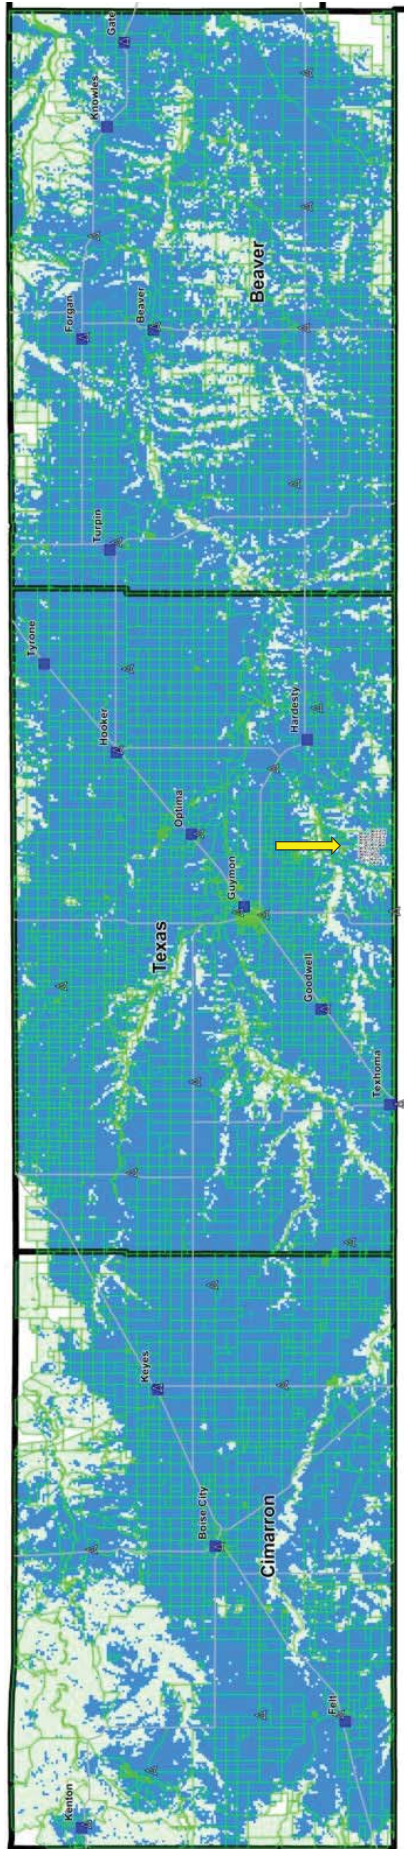 Gate
Knowles
Forgan
Beaver
Beaver
Turpin
Tyrone
Hooker
Hardesty
Optima
Guymon
Texas
Goodwell
Texhoma
Keyes
Boise City
Cimarron
Felt
Kenton